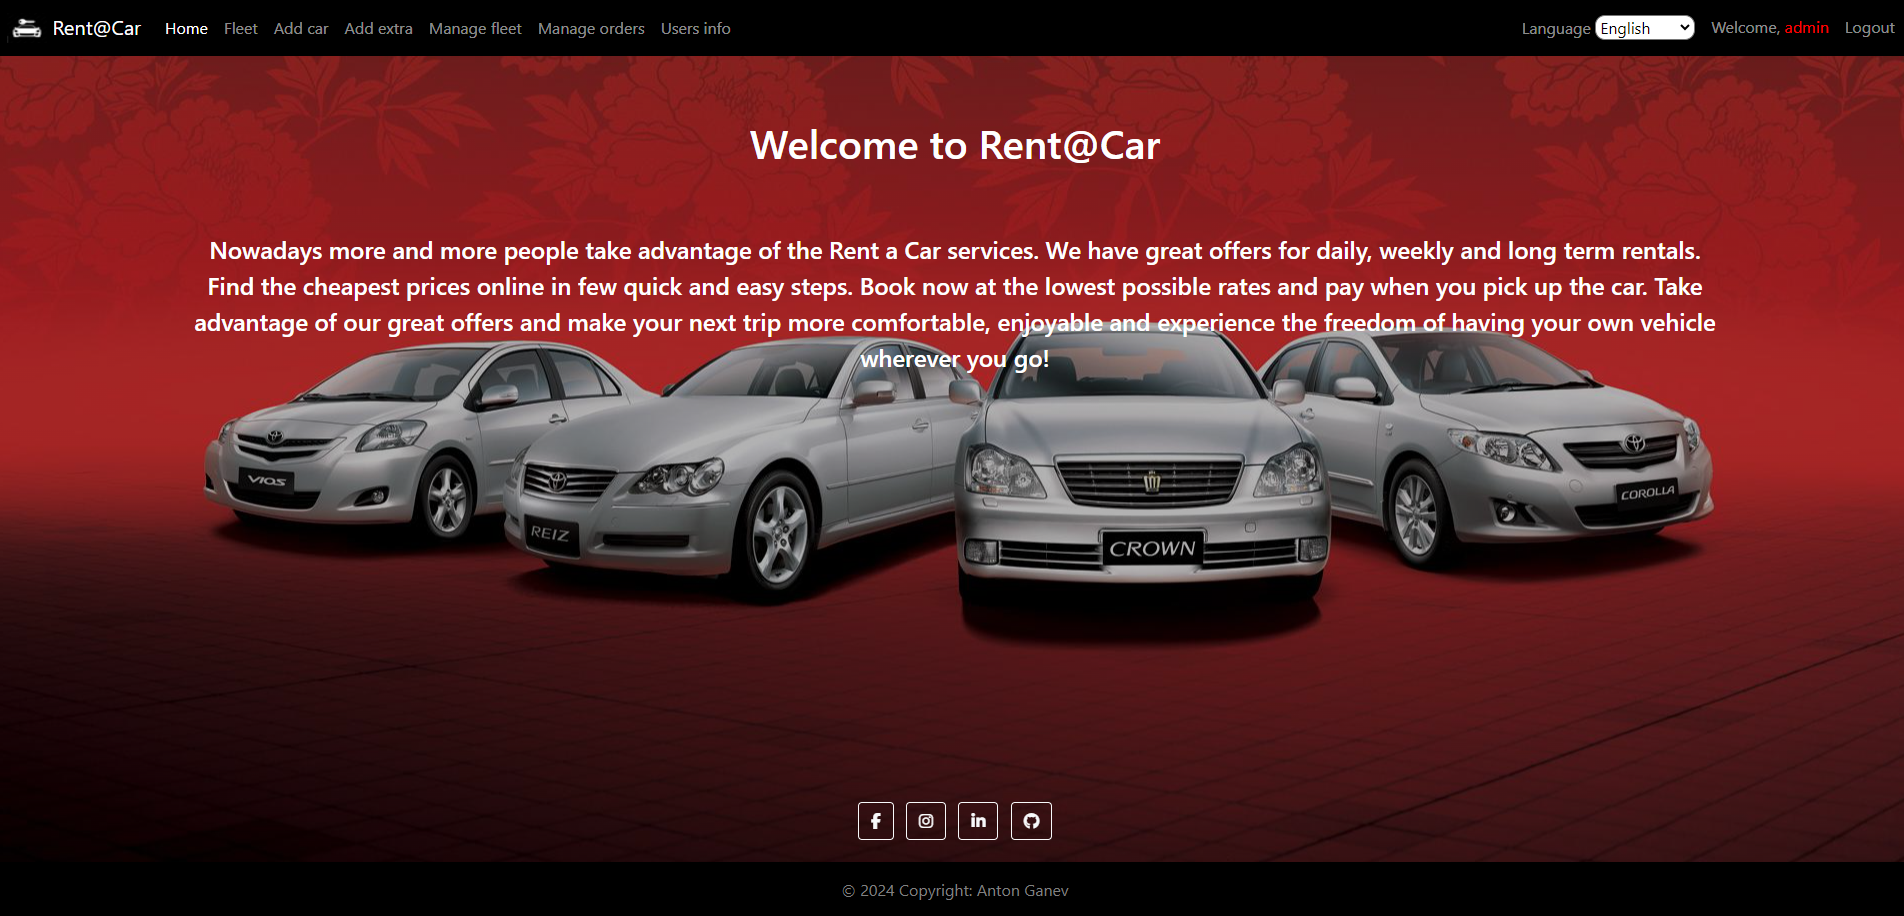 Rent@Car Home Fleet Add car Add extra Manage fleet Manage orders Users info Language English Welcome, admin Logout
Welcome to Rent@Car
Nowadays more and more people take advantage of the Rent a Car services. We have great offers for daily, weekly and long term rentals.
Find the cheapest prices online in few quick and easy steps. Book now at the lowest possible rates and pay when you pick up the car. Take
advantage of our great offers and make your next trip more comfortable, enjoyable and experience the freedom of having your own vehicle
wherever you go!
VIOS
REIZ
CROWN
COROLLA
© 2024 Copyright: Anton Ganev